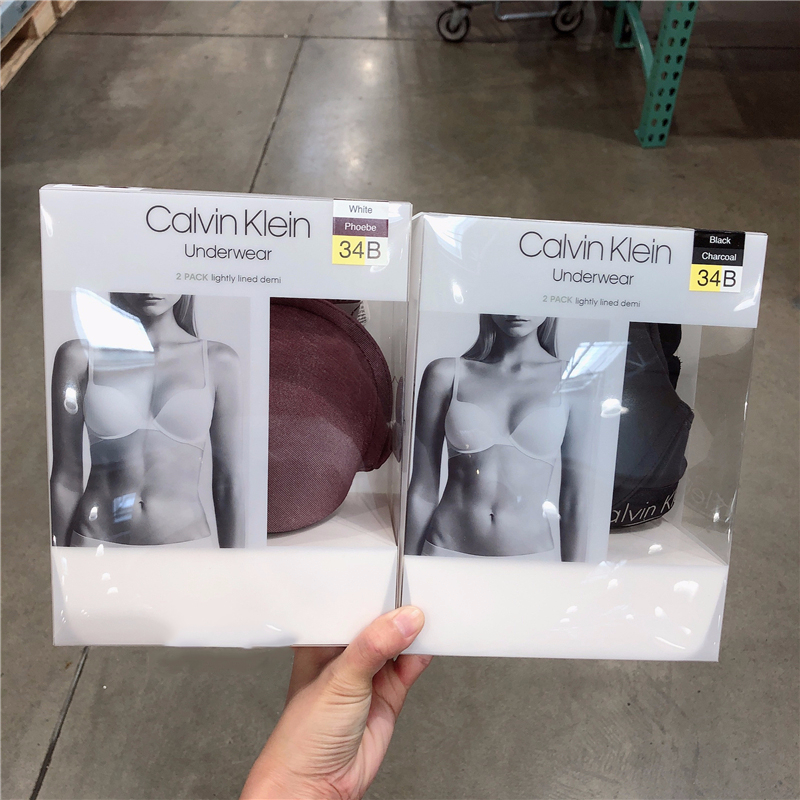 Calvin Klein
Underwear
2 PACK lightly lined demi
White
Phoebe
34B
Calvin Klein
Underwear
2 PACK lightly lined demi
Black
Charcoal
34B
alvin K